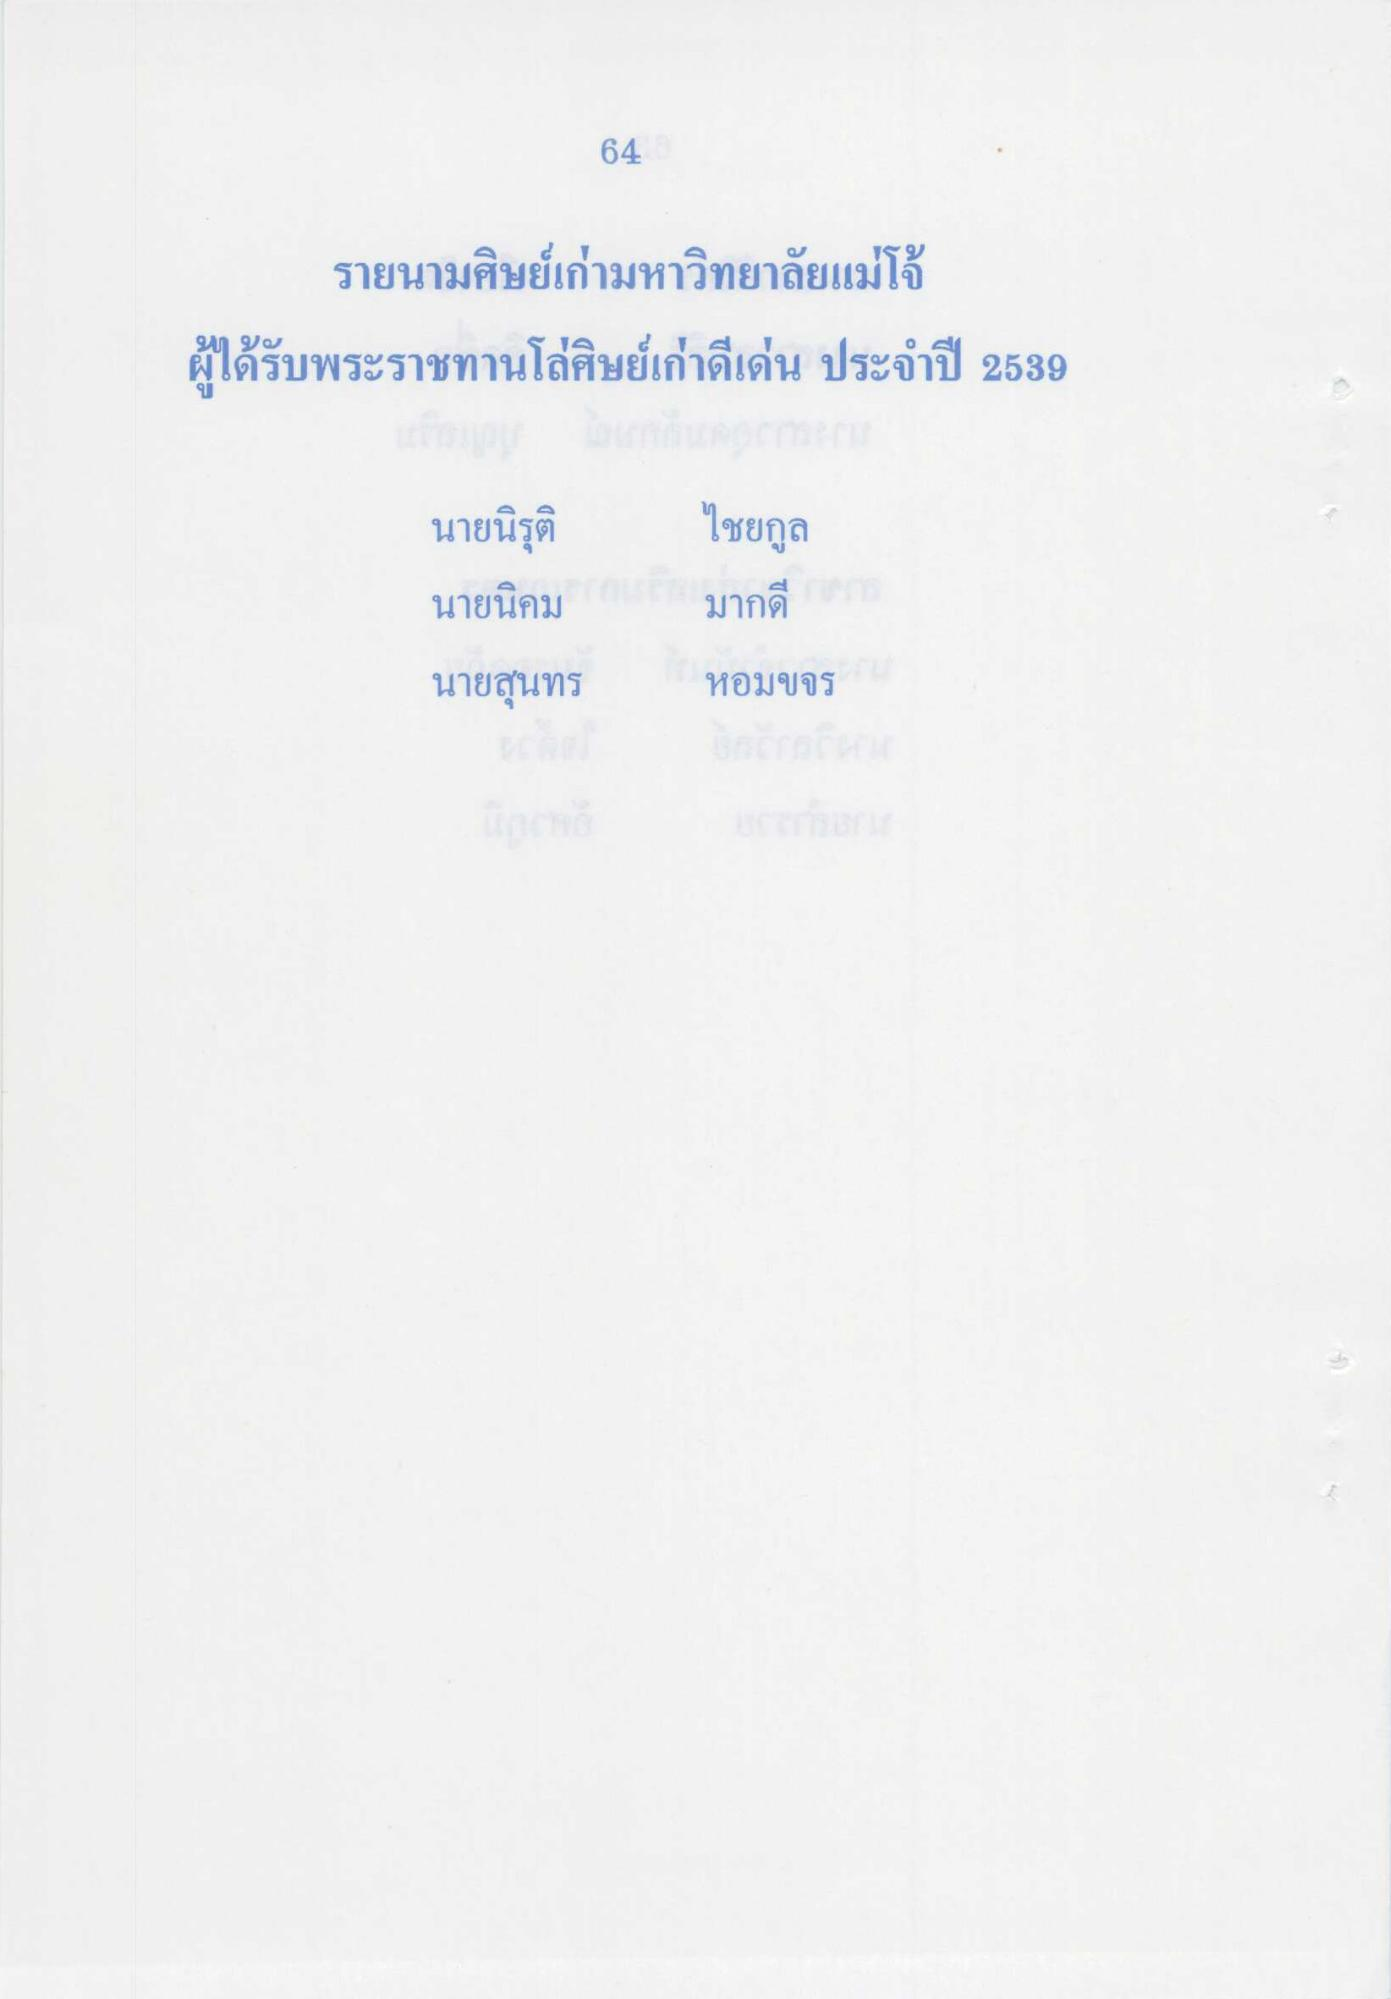 64
รายนามศิษย์เก่ามหาวิทยาลัยแม่โจ้
ผู้ได้รับพระราชทานโล่ศิษย์เก่าดีเด่น ประจำปี 2539
นายนิรุติ ไชยกูล
นายนิคม มากดี
นายสุนทร หอมขจร